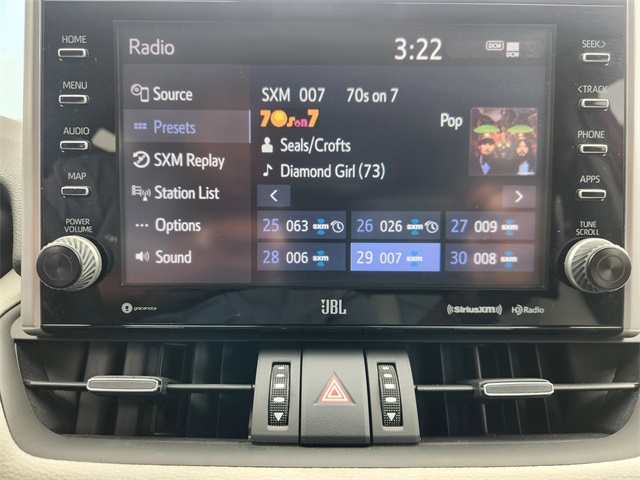 HOME
MENU
AUDIO
MAP
POWER
VOLUME
Radio
3:22
DCM
DCM
Source
Presets
SXM Replay
Station List
Options
Sound
SXM 007 70s on 7
70s on 7
Pop
Seals/Crofts
Diamond Girl (73)
<
>
25 063 sxm 26 026 sxm 27 009 sxm
28 006 sxm 29 007 sxm 30 008 sxm
SEEK>
<TRACK
PHONE
APPS
TUNE
SCROLL
gracenote
JBL
((SiriusXM))
HD Radio